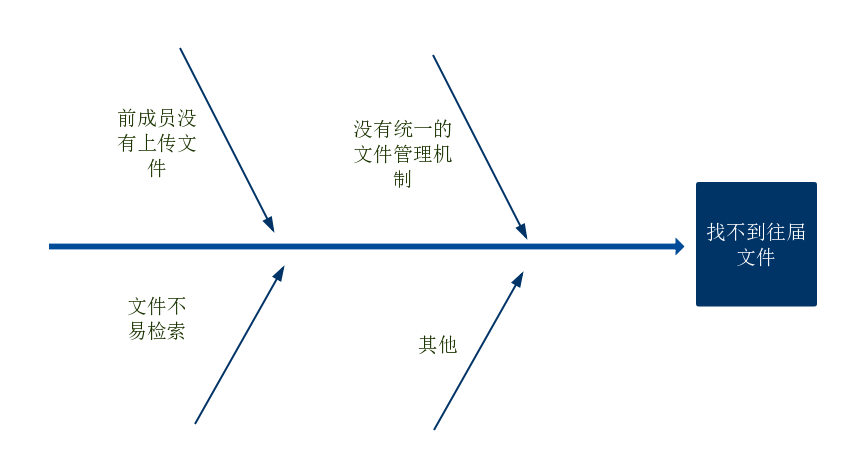 前成员没
有上传文
件
没有统一的
文件管理机
制
找不到往届
文件
文件不
易检索
其他